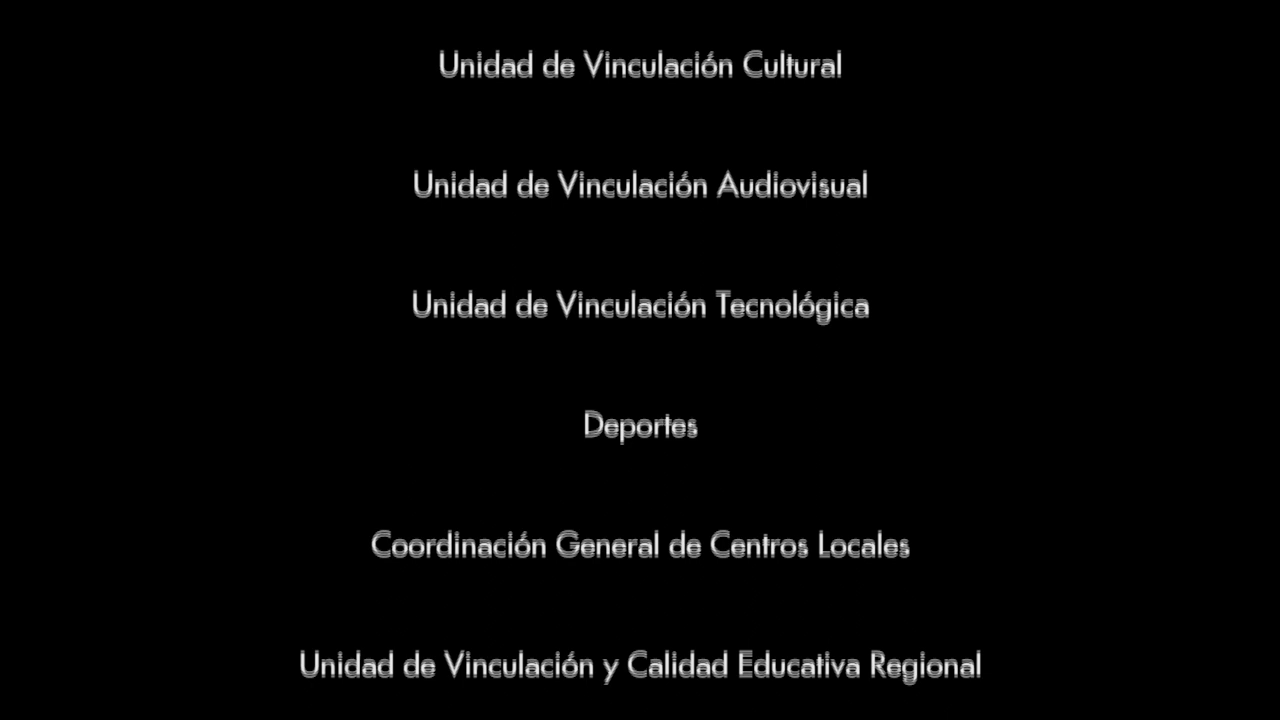 Unidad de Vinculación Cultural
Unidad de Vinculación Audiovisual
Unidad de Vinculación Tecnológica
Deportes
Coordinación General de Centros Locales
Unidad de Vinculación y Calidad Educativa Regional